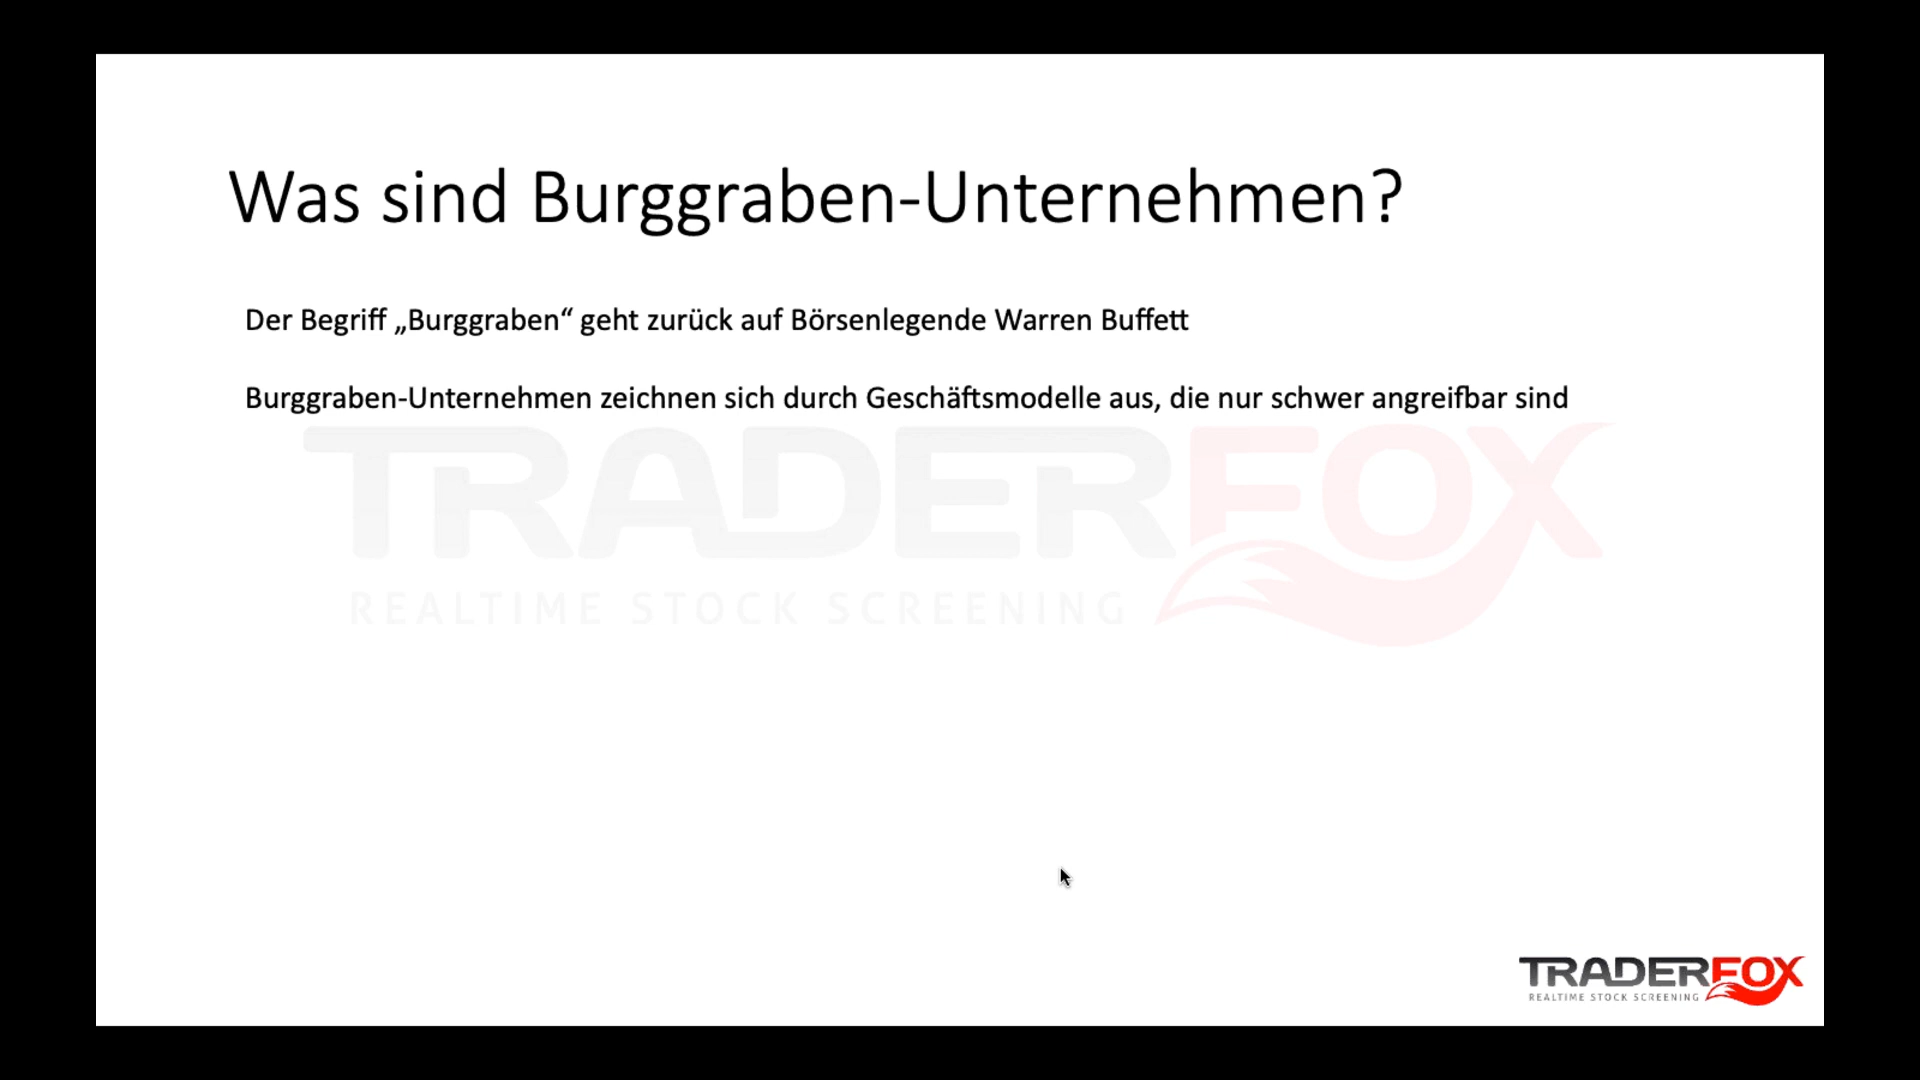 Was sind Burggraben-Unternehmen?
Der Begriff „Burggraben“ geht zurück auf Börsenlegende Warren Buffett
Burggraben-Unternehmen zeichnen sich durch Geschäftsmodelle aus, die nur schwer angreifbar sind
TRADERFOX
REALTIME STOCK SCREENING
TRADERFOX
REALTIME STOCK SCREENING